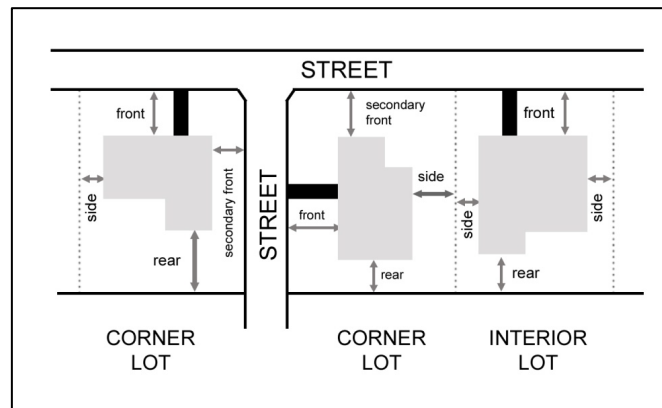 STREET
front
side
secondary front
rear
STREET
front
secondary
front
side
rear
front
side
side
rear
CORNER
LOT
CORNER
LOT
INTERIOR
LOT